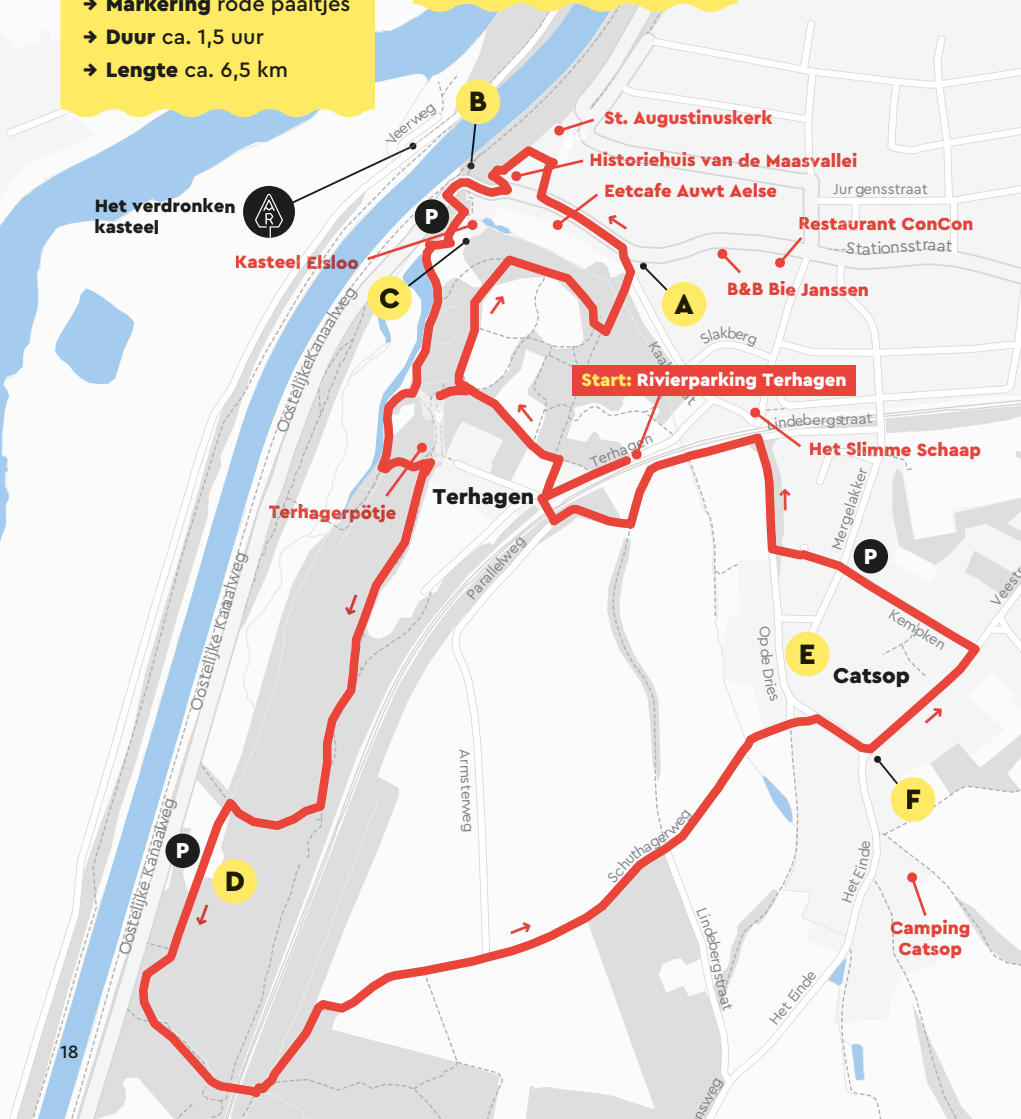 → Markering rode paaltjes
→ Duur ca. 1,5 uur
→ Lengte ca. 6,5 km
B
Veerweg
St. Augustinuskerk
Historiehuis van de Maasvallei
Jurgensstraat
Eetcafe Auwt Aelse
Het verdronken
kasteel
AR
P
Restaurant ConCon
Stationsstraat
Kasteel Elsloo
B&B Bie Janssen
C
A
Oostelijke Kanaalweg
Slakberg
Start: Rivierparking Terhagen
Lindebergstraat
Terhagen
Het Slimme Schaap
Terhagen
Terhagerpötje
Mergelakker
Parallelweg
P
Oostelijke Kanaalweg
Kempken
Op de Dries
E
Catsop
Armsterweg
F
Oostelijke Kanaalweg
P
D
Schuthagerweg
Het Einde
Camping
Catsop
Lindebergstraat
Het Einde
18